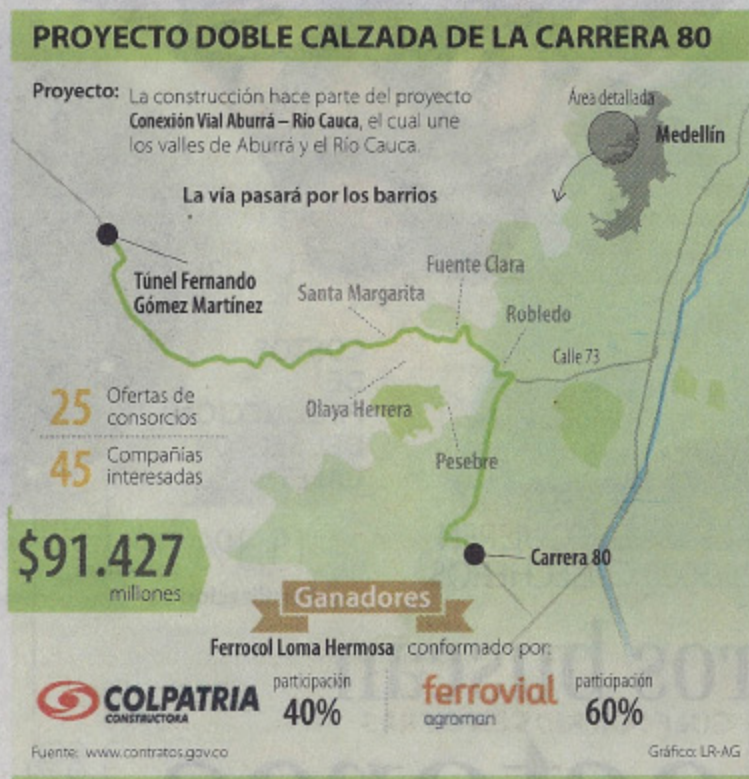 PROYECTO DOBLE CALZADA DE LA CARRERA 80
Proyecto: La construcción hace parte del proyecto
Conexión Vial Aburrá – Río Cauca, el cual une
los valles de Aburrá y el Río Cauca.
Área detallada
Medellín
La vía pasará por los barrios
Túnel Fernando
Gómez Martínez
Fuente Clara
Santa Margarita
Robledo
Calle 73
Olaya Herrera
Pesebre
25 Ofertas de
consorcios
45 Compañías
interesadas
$91.427
millones
Carrera 80
Ganadores
Ferrocol Loma Hermosa conformado por:
COLPATRIA
CONSTRUCTORA
participación
40%
ferrovial
agroman
participación
60%
Fuente: www.contratos.gov.co
Gráfico: LR-AG